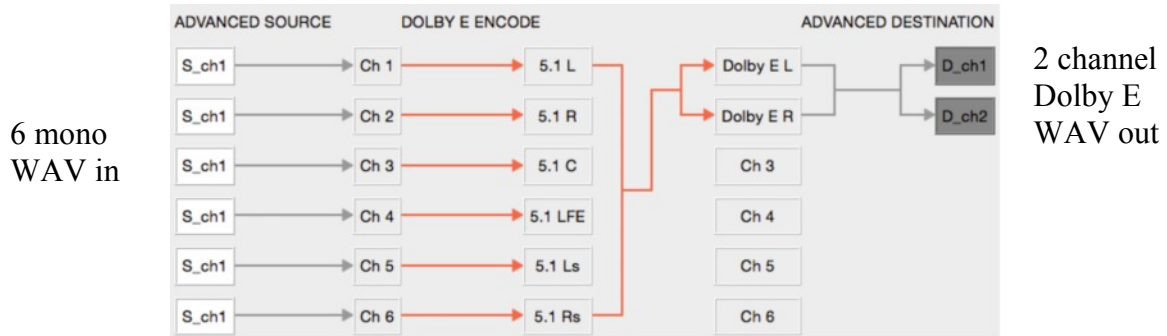 ADVANCED SOURCE DOLBY E ENCODE ADVANCED DESTINATION
S_ch1 Ch 1 5.1 L Dolby E L D_ch1
S_ch1 Ch 2 5.1 R Dolby E R D_ch2
S_ch1 Ch 3 5.1 C Ch 3
S_ch1 Ch 4 5.1 LFE Ch 4
S_ch1 Ch 5 5.1 Ls Ch 5
S_ch1 Ch 6 5.1 Rs Ch 6
6 mono
WAV in
2 channel
Dolby E
WAV out